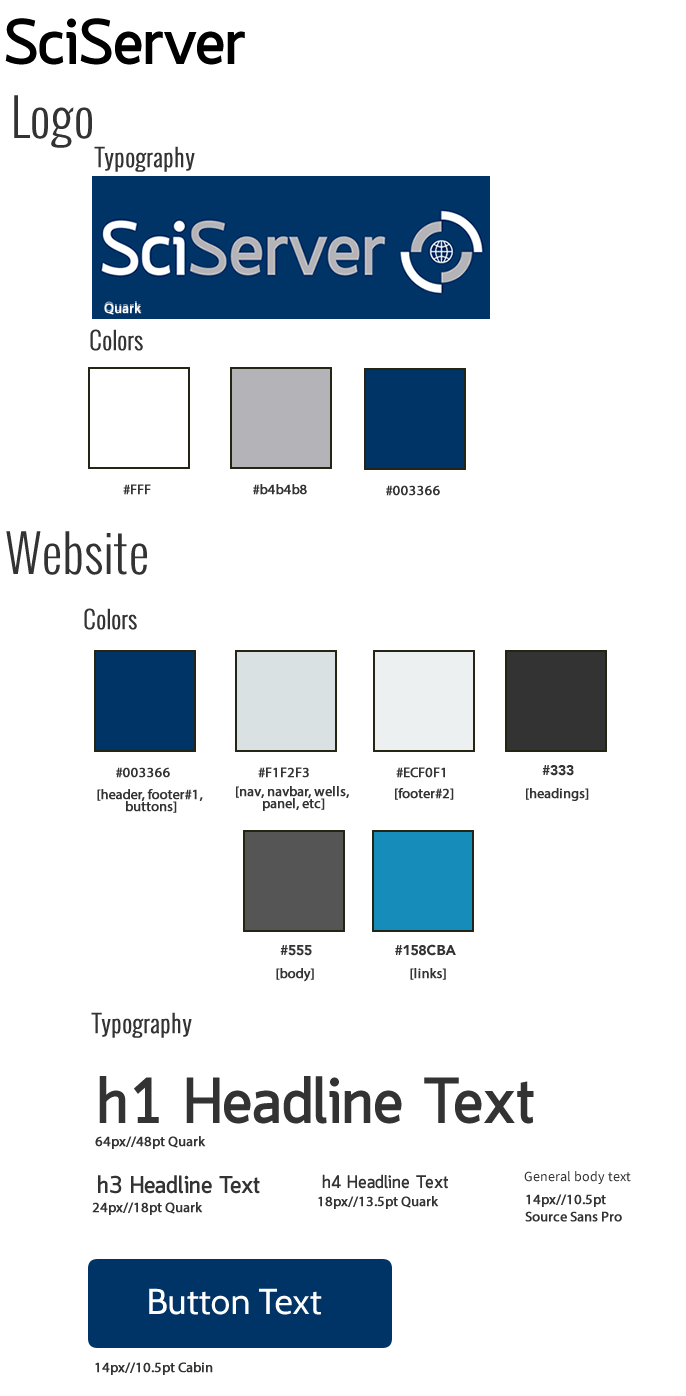 SciServer
Logo
Typography
SciServer
Quark
Colors
#FFF
#b4b4b8
#003366
Website
Colors
#003366
[header, footer#1,
buttons]
#F1F2F3
[nav, navbar, wells,
panel, etc]
#ECF0F1
[footer#2]
#333
[headings]
#555
[body]
#158CBA
[links]
Typography
h1 Headline Text
64px//48pt Quark
h3 Headline Text
24px//18pt Quark
h4 Headline Text
18px//13.5pt Quark
General body text
14px//10.5pt
Source Sans Pro
Button Text
14px//10.5pt Cabin